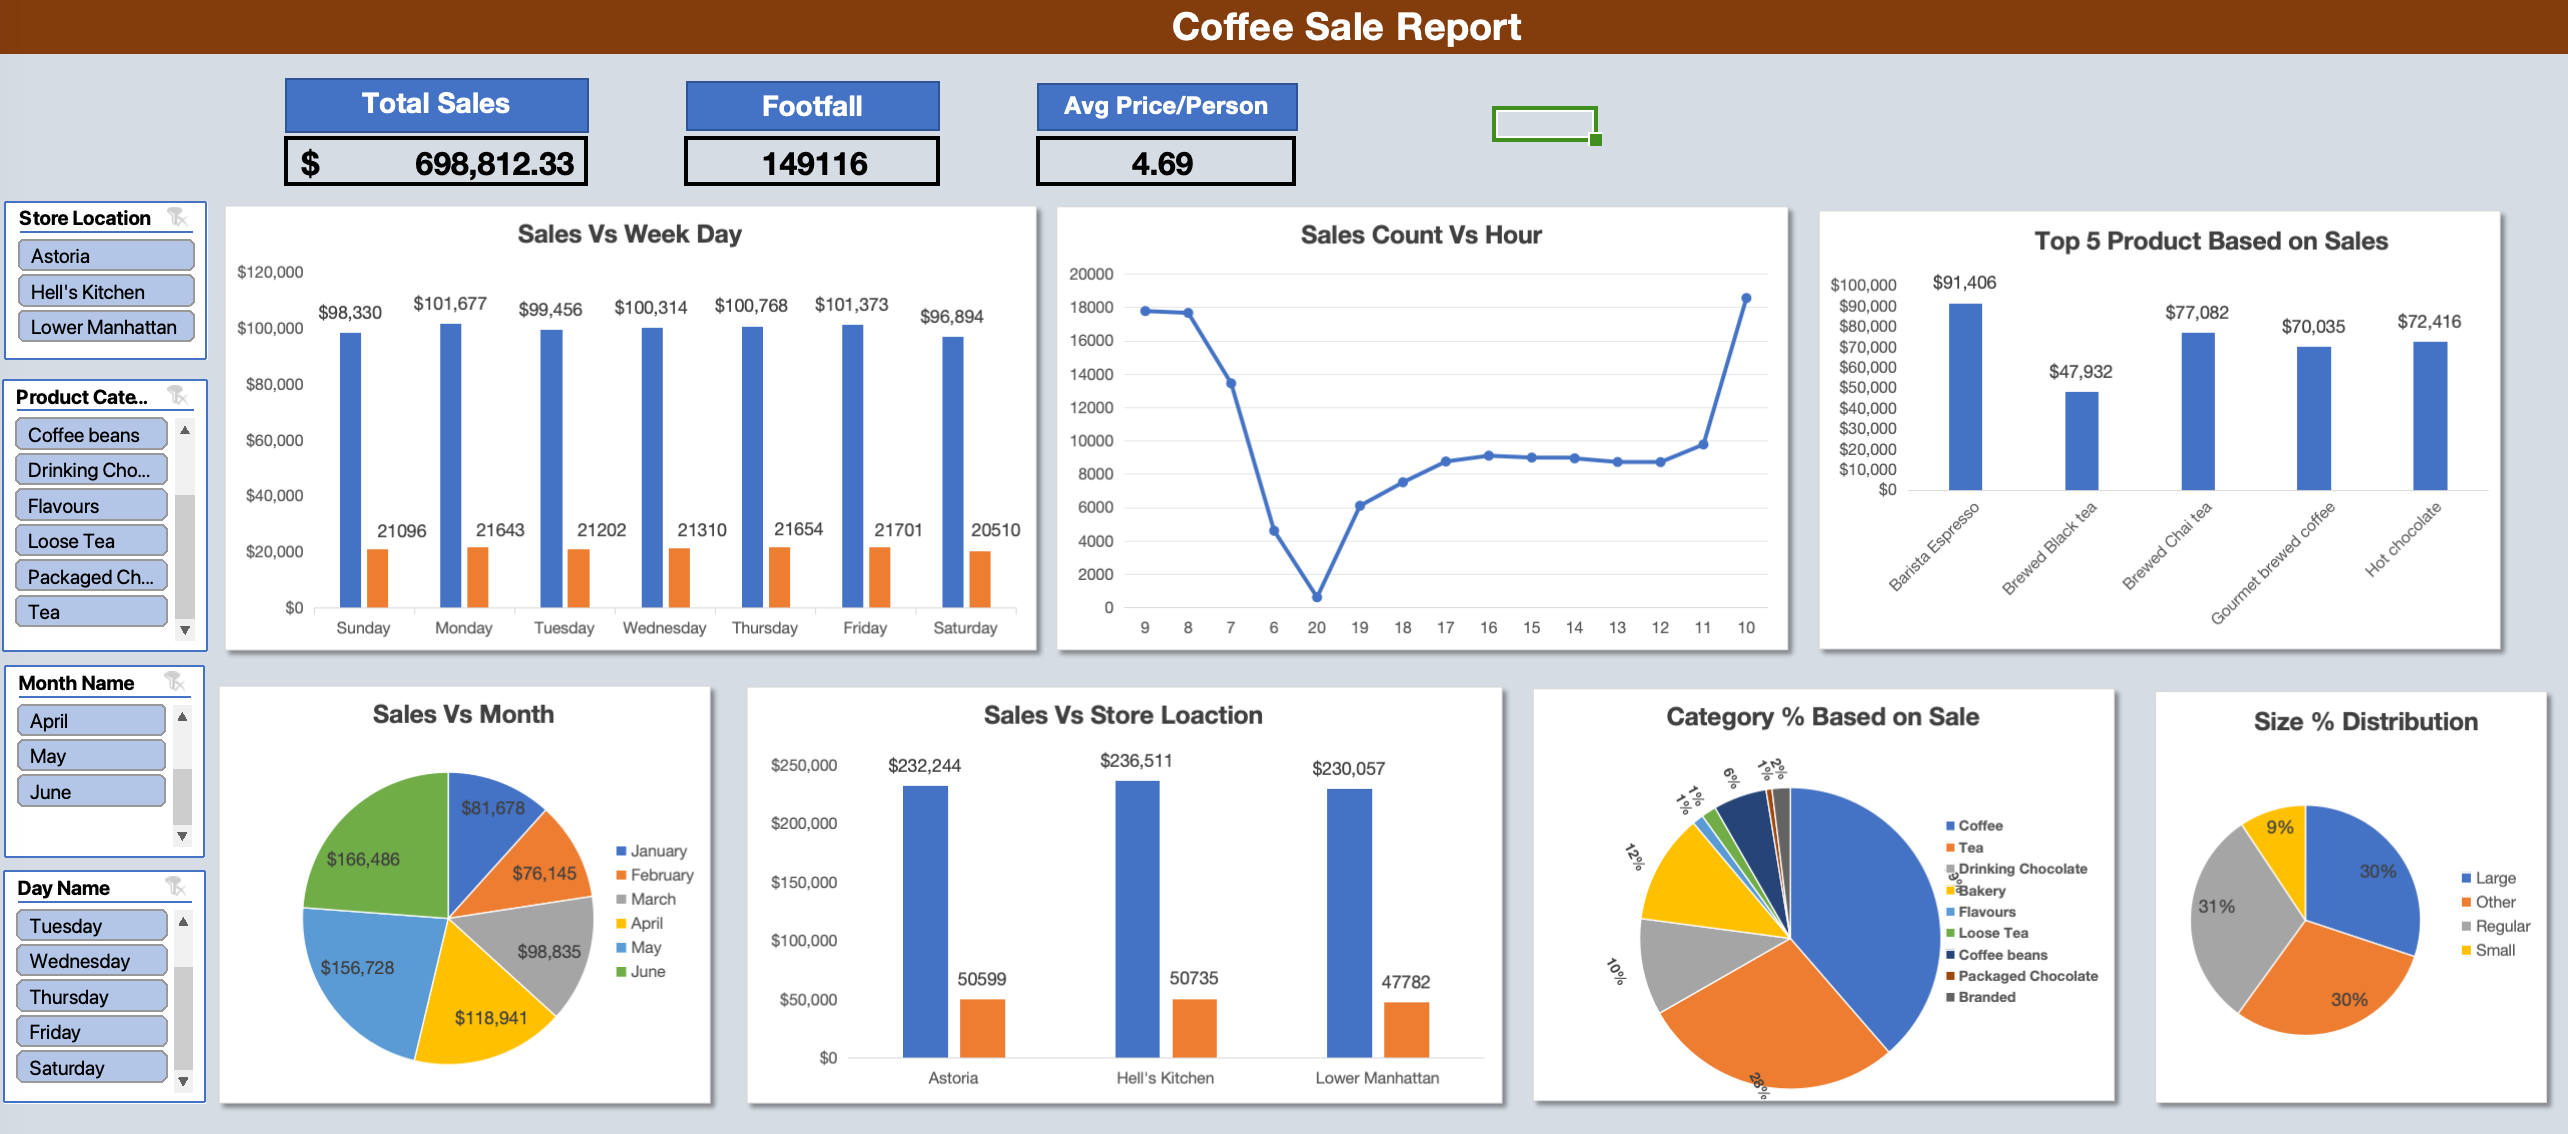 Coffee Sale Report
Total Sales
Footfall
Avg Price/Person
$ 698,812.33
149116
4.69
Store Location
Astoria
Hell's Kitchen
Lower Manhattan
Product Cate...
Coffee beans
Drinking Cho...
Flavours
Loose Tea
Packaged Ch...
Tea
Month Name
April
May
June
Day Name
Tuesday
Wednesday
Thursday
Friday
Saturday
Sales Vs Week Day
$120,000
$100,000
$80,000
$60,000
$40,000
$20,000
$0
$98,330
$101,677
$99,456
$100,314
$100,768
$101,373
$96,894
21096
21643
21202
21310
21654
21701
20510
Sunday
Monday
Tuesday
Wednesday
Thursday
Friday
Saturday
Sales Count Vs Hour
20000
18000
16000
14000
12000
10000
8000
6000
4000
2000
0
9 8 7 6 20 19 18 17 16 15 14 13 12 11 10
Top 5 Product Based on Sales
$100,000
$90,000
$80,000
$70,000
$60,000
$50,000
$40,000
$30,000
$20,000
$10,000
$0
$91,406
$47,932
$77,082
$70,035
$72,416
Barista Espresso
Brewed Black tea
Brewed Chai tea
Gourmet brewed coffee
Hot chocolate
Sales Vs Month
$81,678
$76,145
$98,835
$118,941
$156,728
$166,486
January
February
March
April
May
June
Sales Vs Store Loaction
$250,000
$200,000
$150,000
$100,000
$50,000
$0
$232,244
$236,511
$230,057
50599
50735
47782
Astoria
Hell's Kitchen
Lower Manhattan
Category % Based on Sale
28%
10%
12%
1%
1%
6%
1%
2%
Coffee
Tea
Drinking Chocolate
Bakery
Flavours
Loose Tea
Coffee beans
Packaged Chocolate
Branded
Size % Distribution
30%
30%
31%
9%
Large
Other
Regular
Small